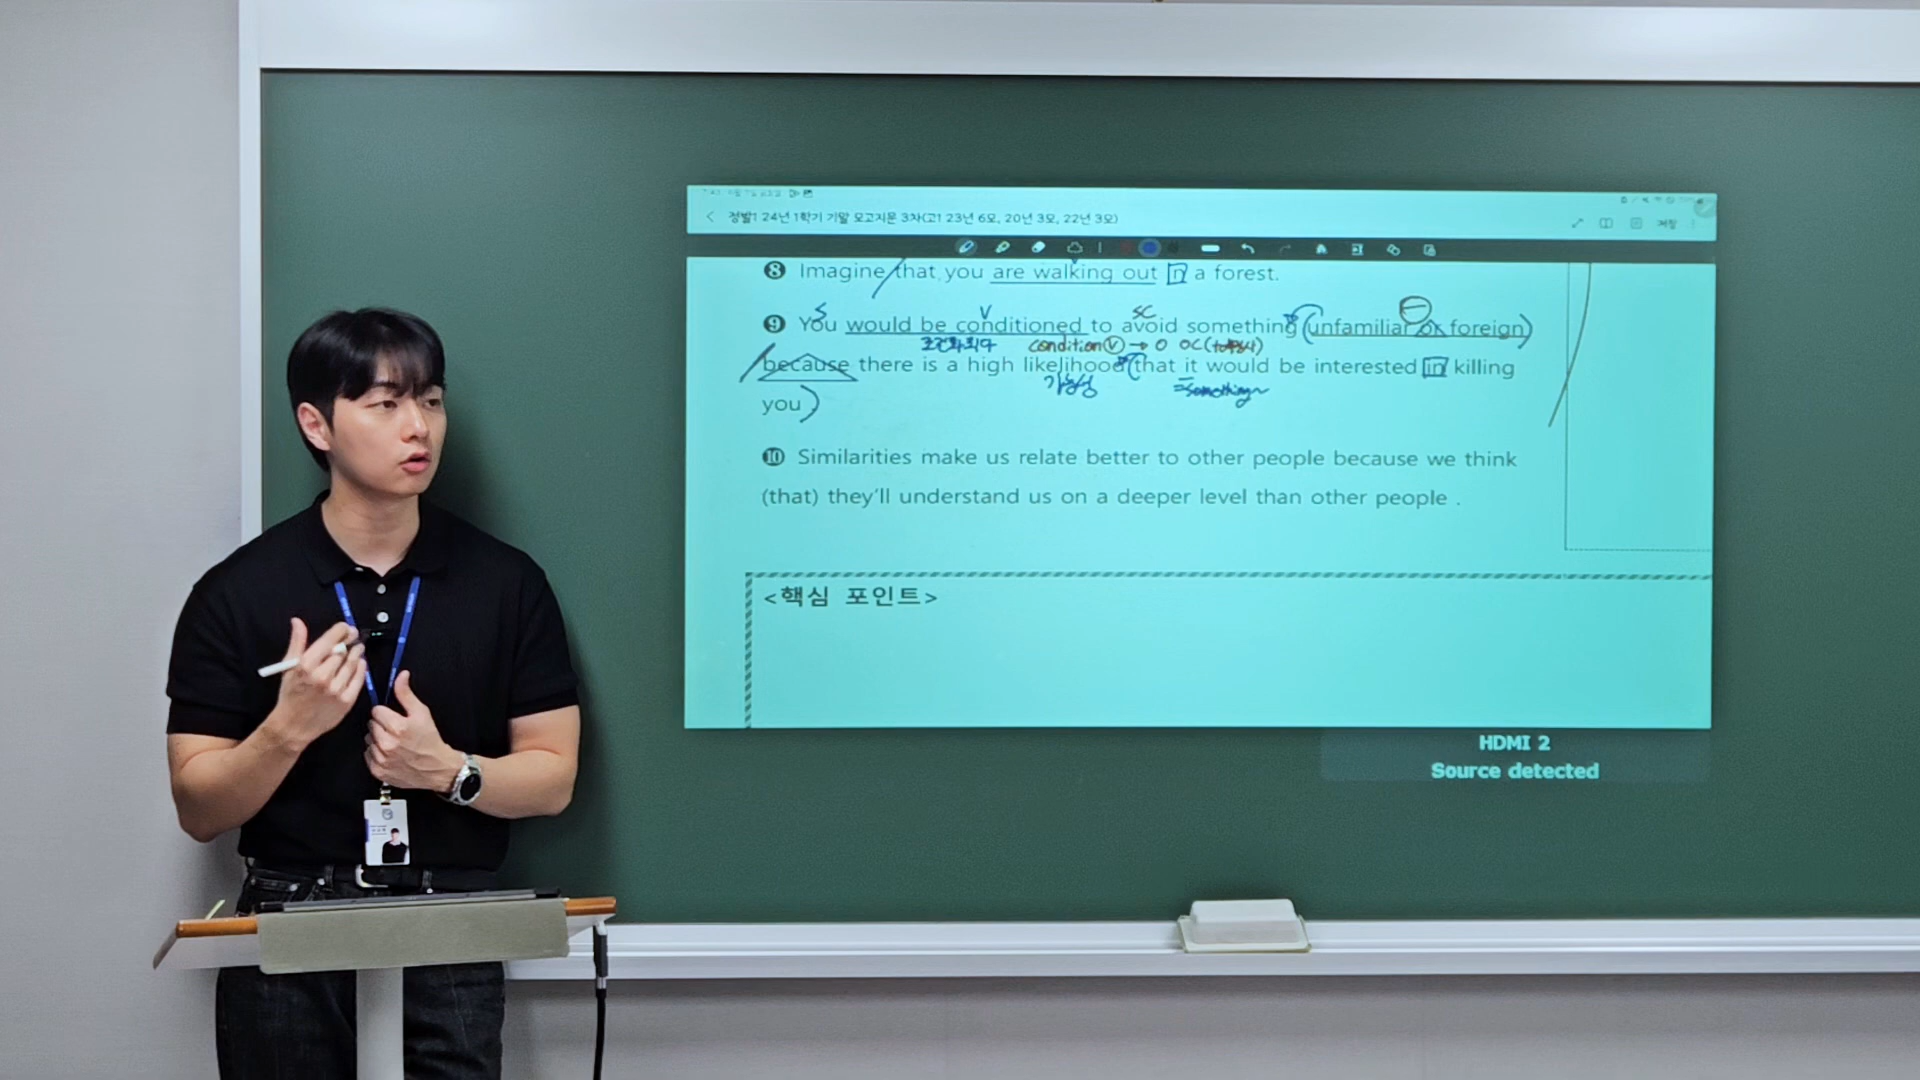 정발1 24년 1학기 기말 모고지문 3차(고1 23년 6모, 20년 3모, 22년 3모)
저장
❽ Imagine that you are walking out in a forest.
S V SC
❾ You would be conditioned to avoid something (unfamiliar or foreign)
조건화되다 condition(V) → O OC(to부정사)
because there is a high likelihood (that it would be interested in killing
가능성 =something~
you)
❿ Similarities make us relate better to other people because we think
(that) they'll understand us on a deeper level than other people .
<핵심 포인트>
HDMI 2
Source detected